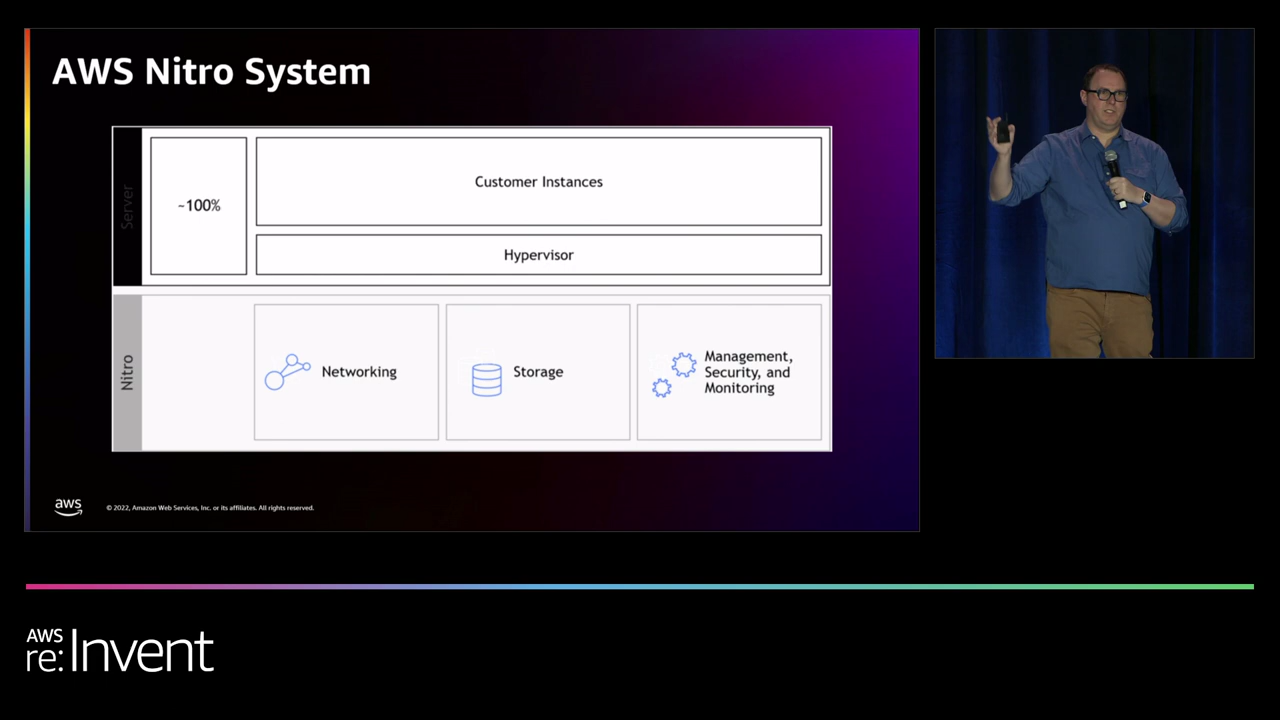 AWS Nitro System
Server
~100%
Customer Instances
Hypervisor
Nitro
Networking
Storage
Management,
Security, and
Monitoring
aws
© 2022, Amazon Web Services, Inc. or its affiliates. All rights reserved.
AWS
re:Invent